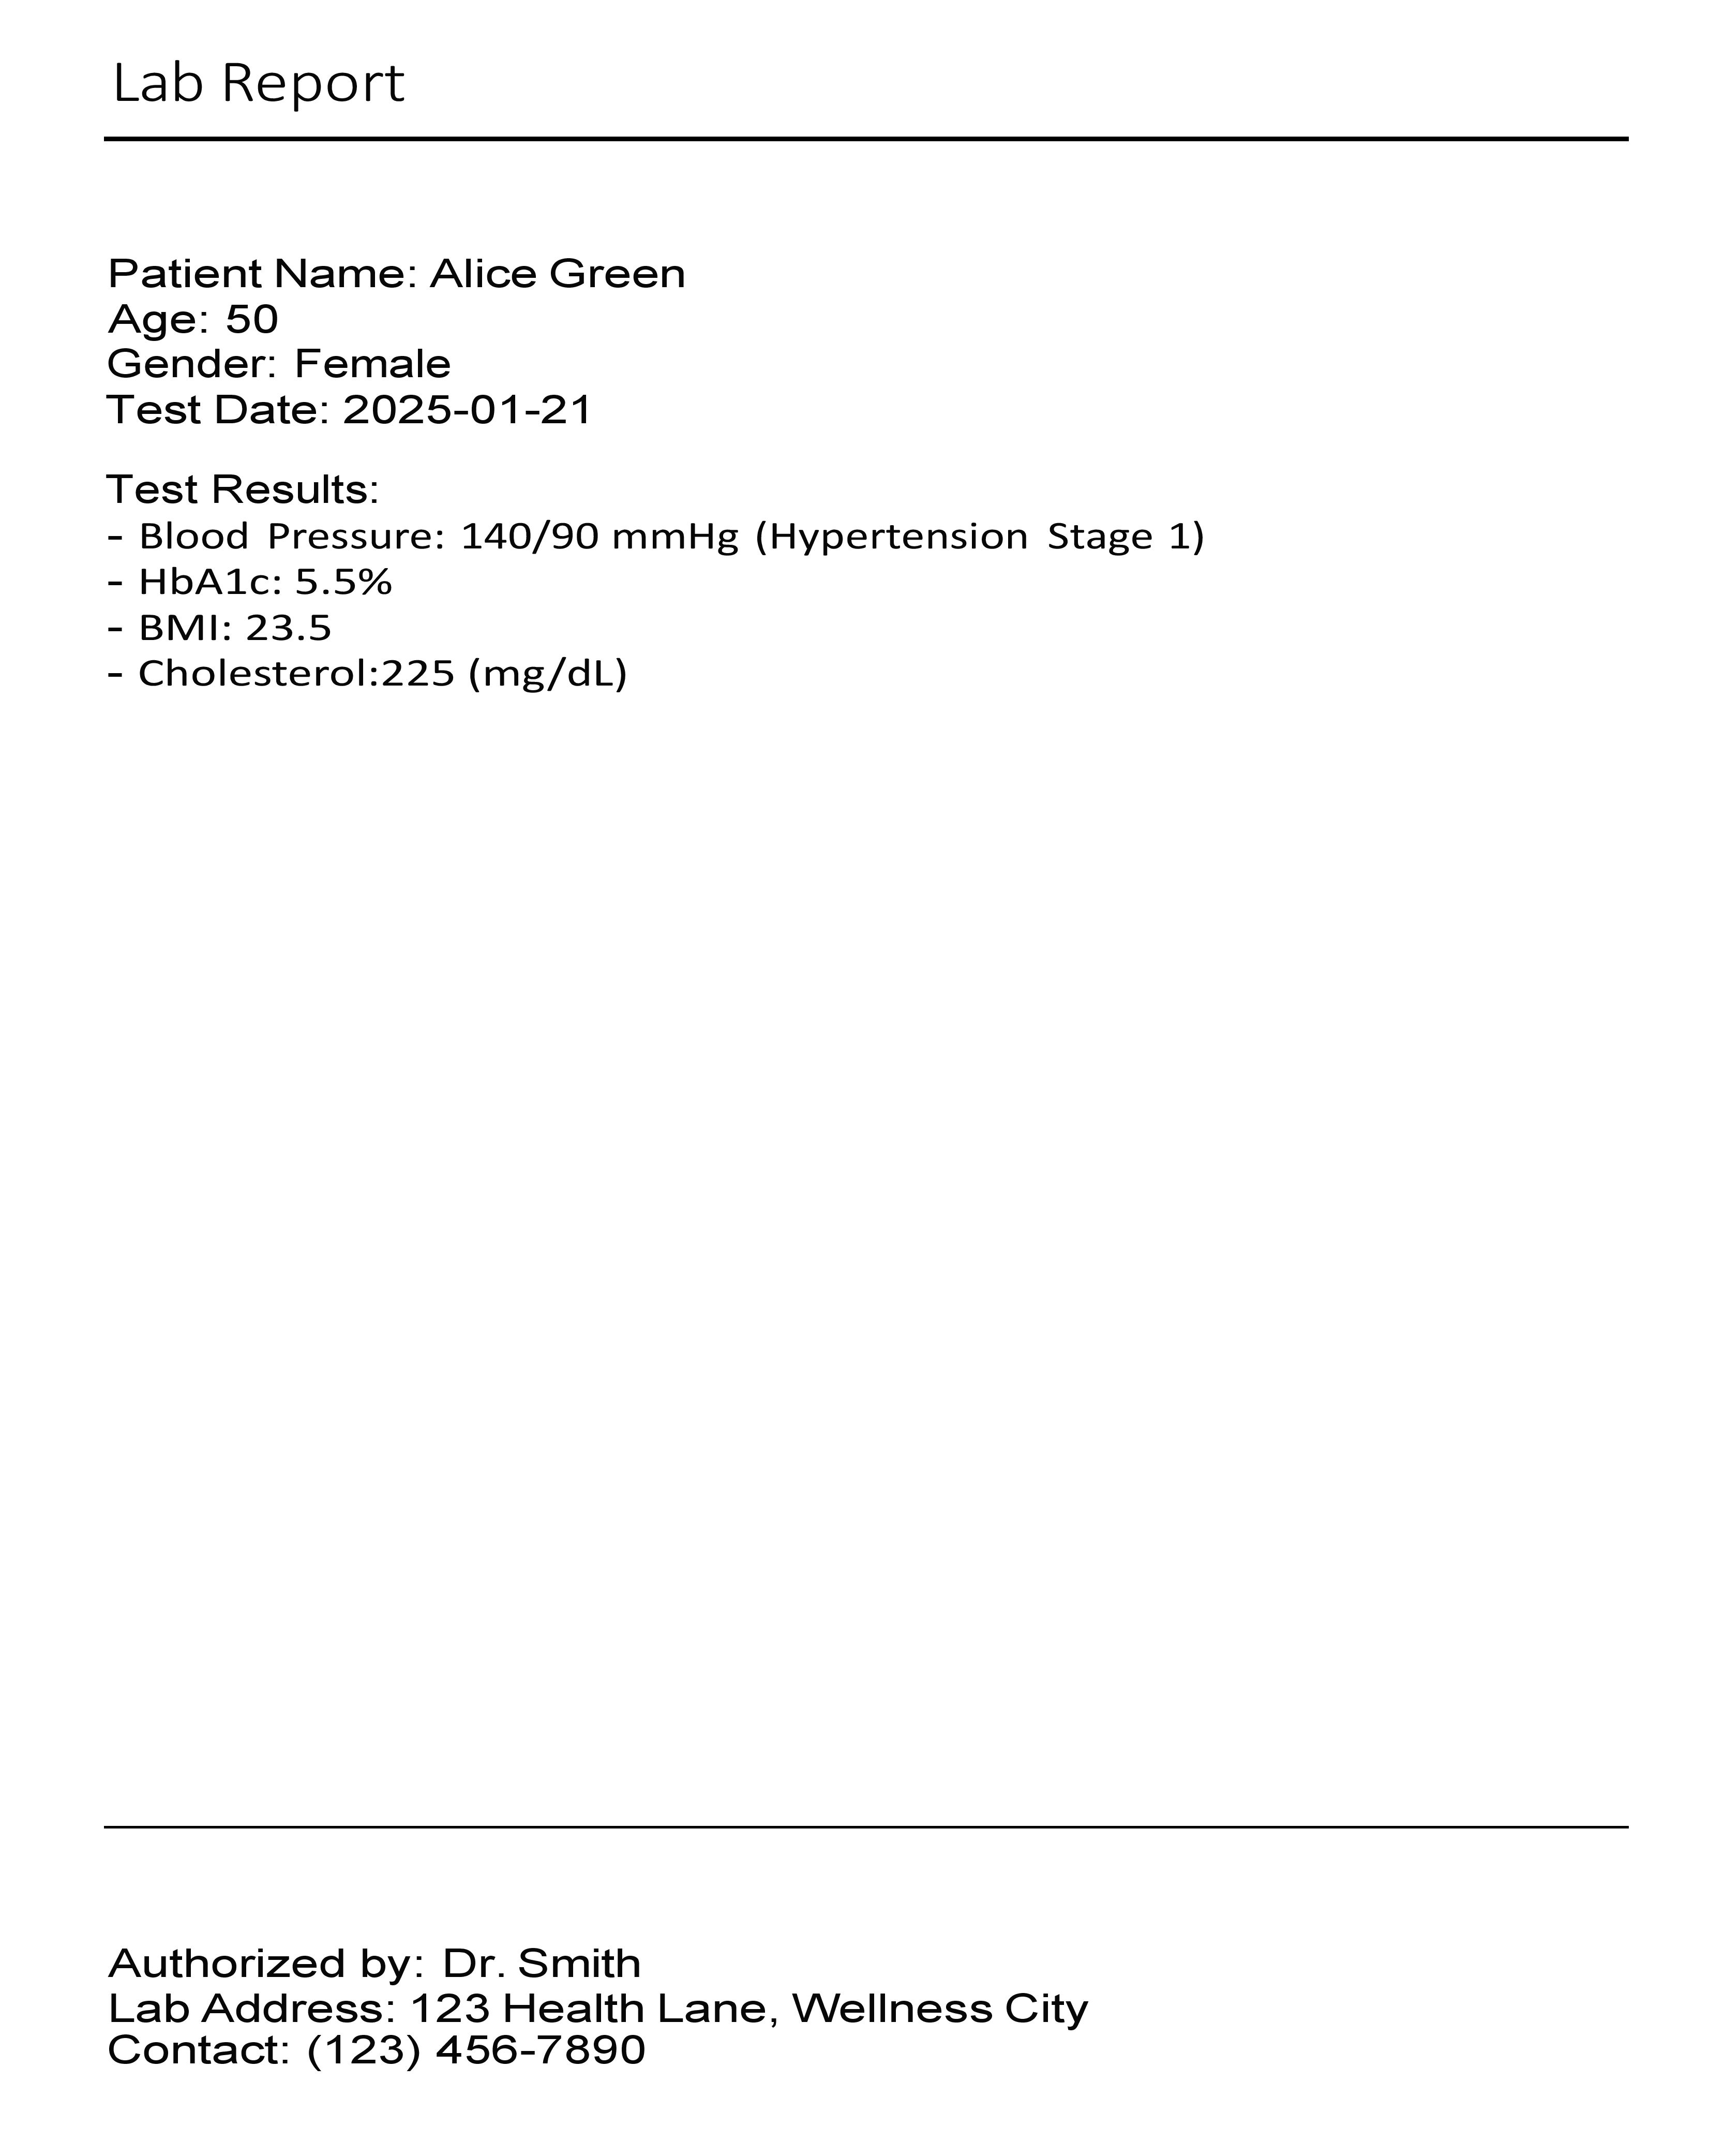 Lab Report
Patient Name: Alice Green
Age: 50
Gender: Female
Test Date: 2025-01-21
Test Results:
- Blood Pressure: 140/90 mmHg (Hypertension Stage 1)
- HbA1c: 5.5%
- BMI: 23.5
- Cholesterol:225 (mg/dL)
Authorized by: Dr. Smith
Lab Address: 123 Health Lane, Wellness City
Contact: (123) 456-7890